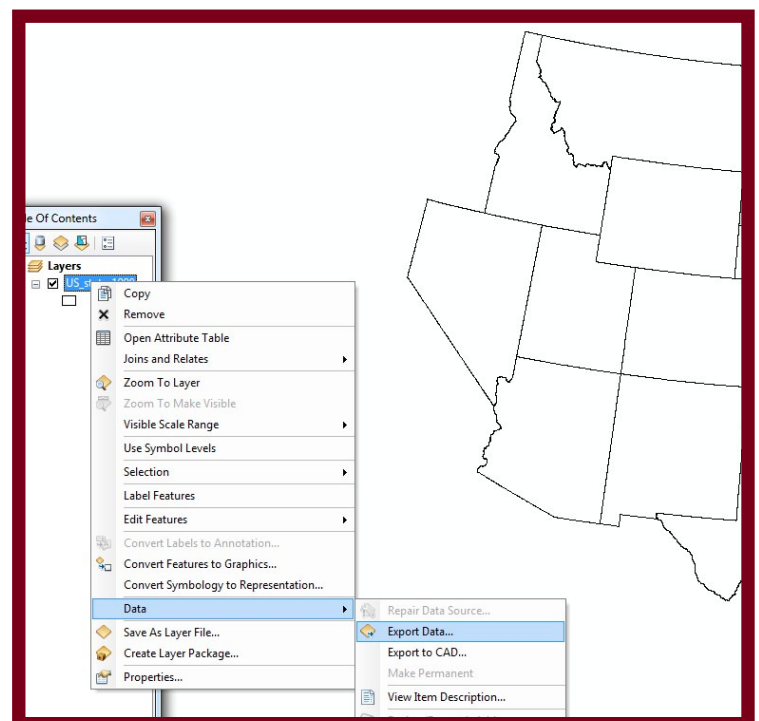 le Of Contents
Layers
Copy
Remove
Open Attribute Table
Joins and Relates
Zoom To Layer
Zoom To Make Visible
Visible Scale Range
Use Symbol Levels
Selection
Label Features
Edit Features
Convert Labels to Annotation...
Convert Features to Graphics...
Convert Symbology to Representation...
Data
Repair Data Source...
Save As Layer File...
Export Data...
Create Layer Package...
Export to CAD...
Make Permanent
Properties...
View Item Description...